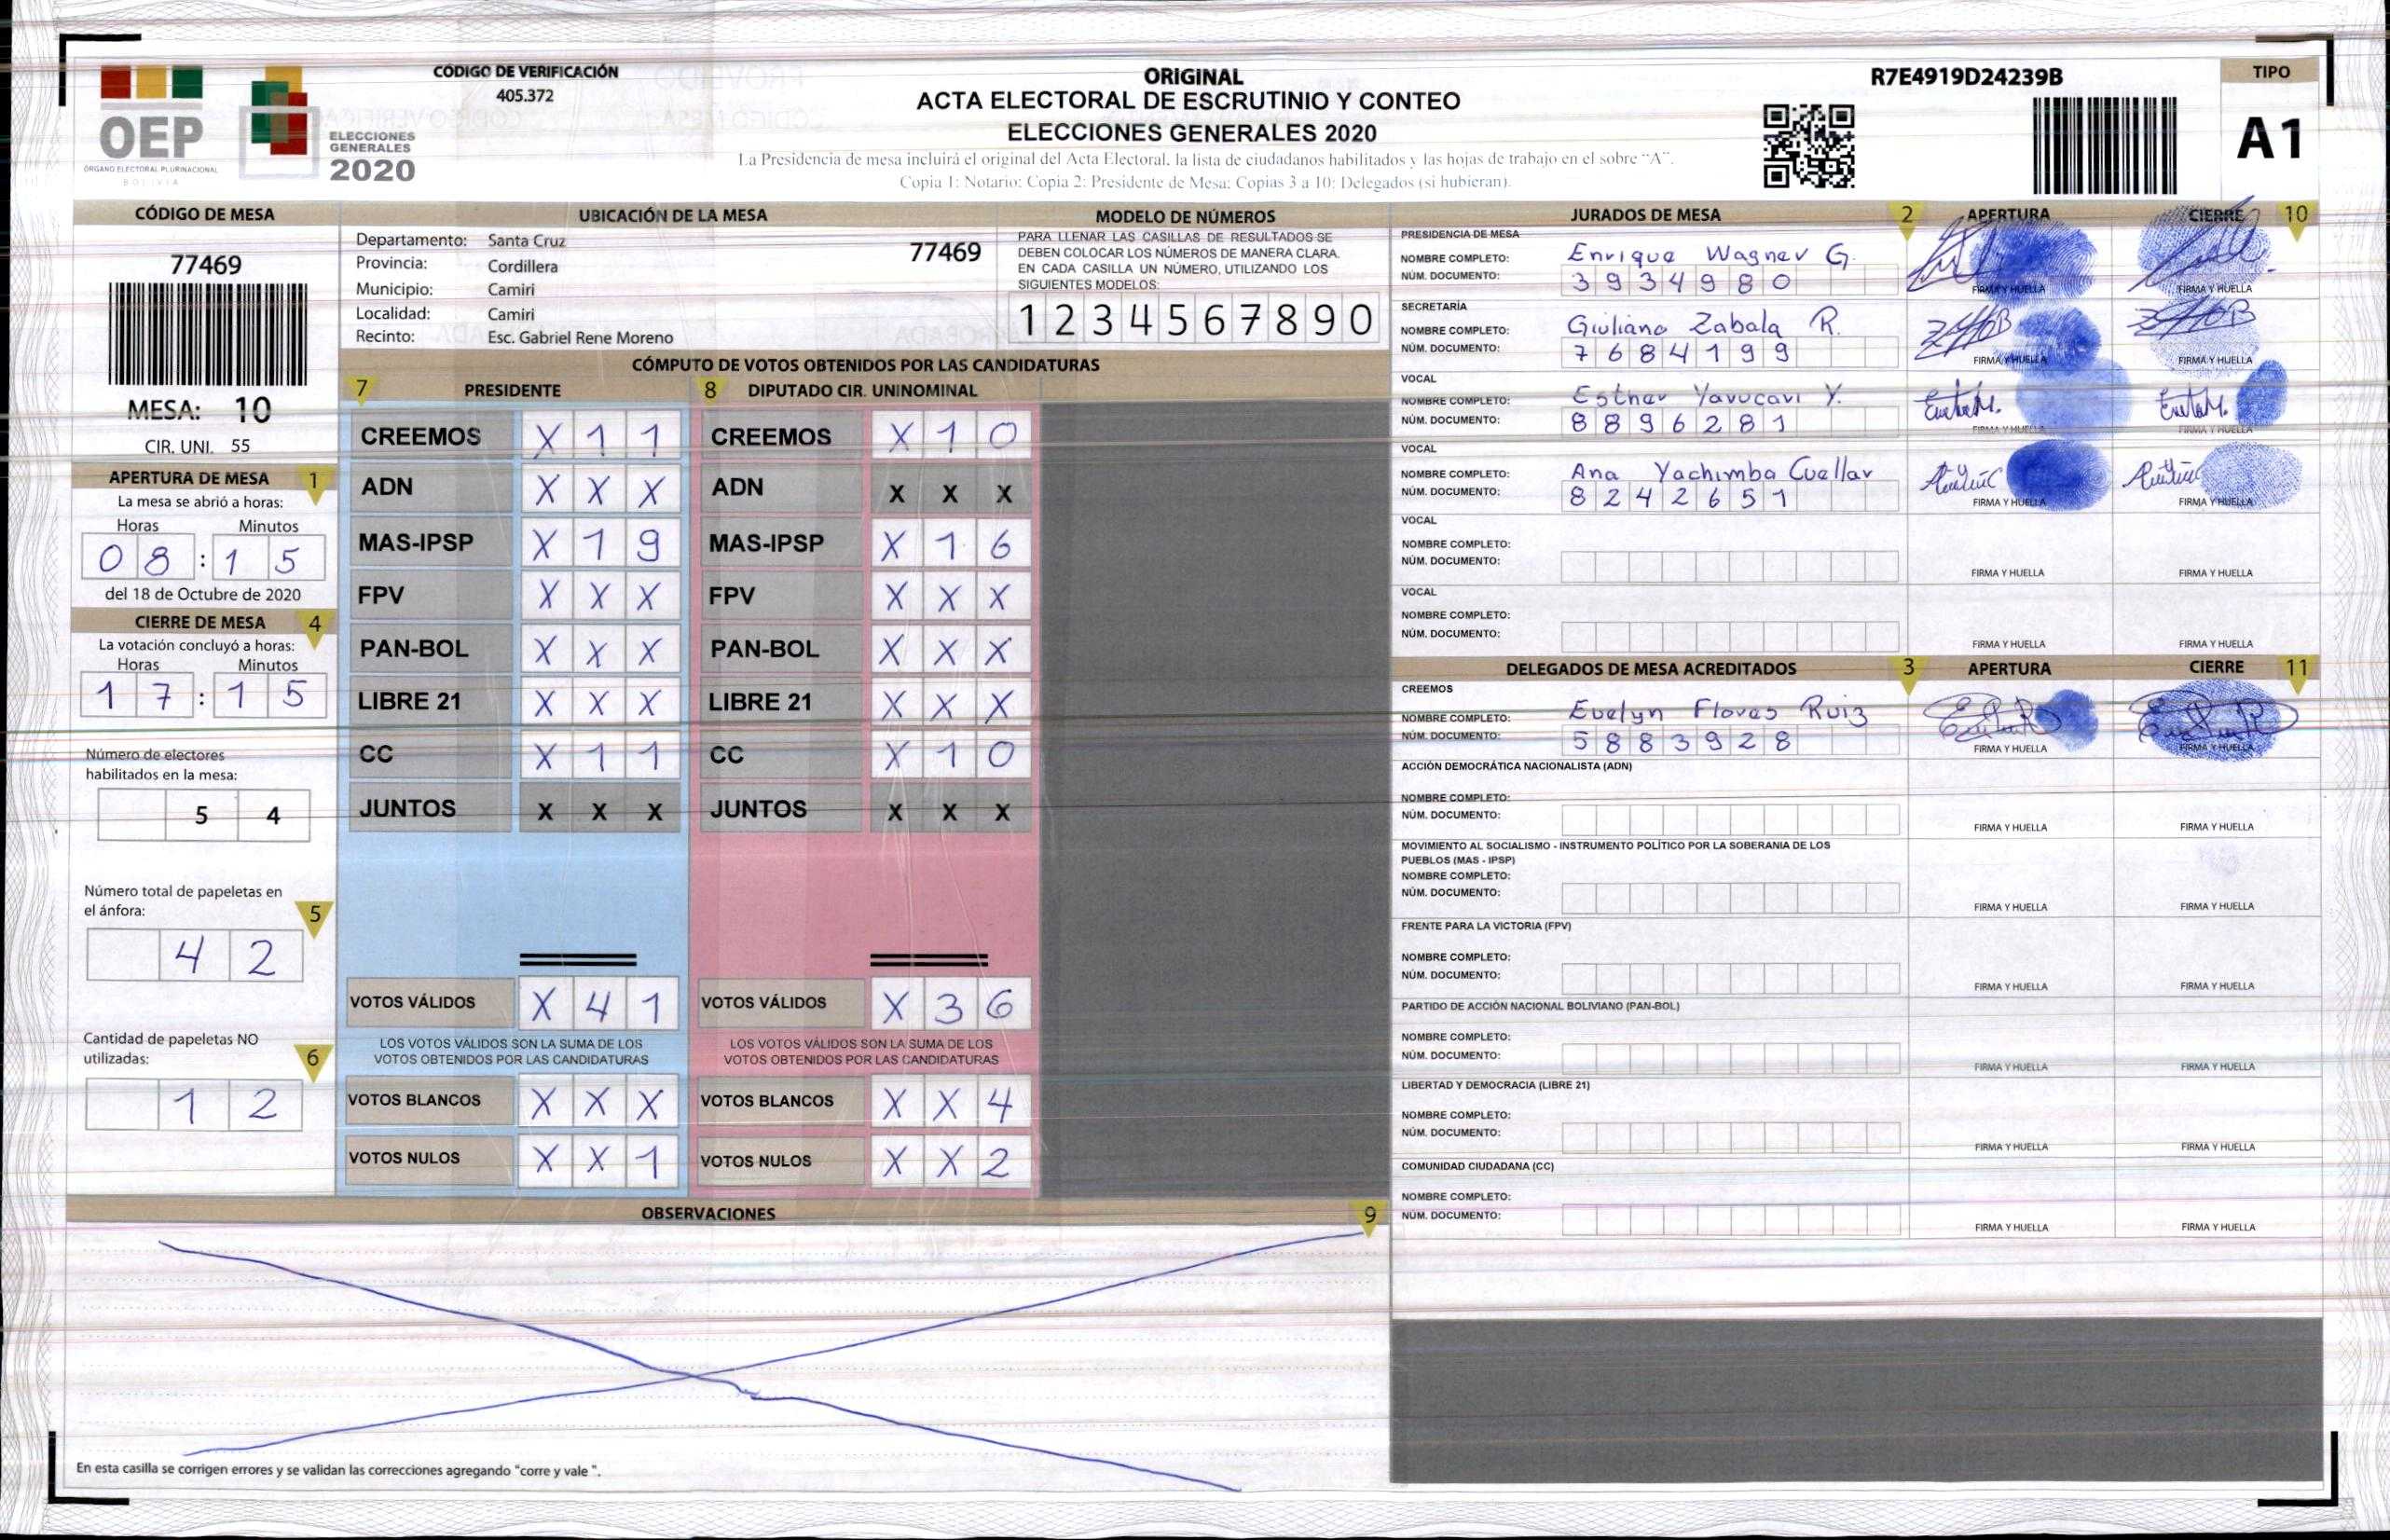 CÓDIGO DE VERIFICACIÓN
405.372
OEP
ÓRGANO ELECTORAL PLURINACIONAL
BOLIVIA
ELECCIONES
GENERALES
2020
ORIGINAL
ACTA ELECTORAL DE ESCRUTINIO Y CONTEO
ELECCIONES GENERALES 2020
La Presidencia de mesa incluirá el original del Acta Electoral, la lista de ciudadanos habilitados y las hojas de trabajo en el sobre “A”.
Copia 1: Notario; Copia 2: Presidente de Mesa; Copias 3 a 10: Delegados (si hubieran).
R7E4919D24239B
TIPO
A1
CÓDIGO DE MESA
77469
MESA: 10
CIR. UNI. 55
APERTURA DE MESA 1
La mesa se abrió a horas:
Horas Minutos
0 8 : 1 5
del 18 de Octubre de 2020
CIERRE DE MESA 4
La votación concluyó a horas:
Horas Minutos
1 7 : 1 5
Número de electores
habilitados en la mesa:
5 4
Número total de papeletas en
el ánfora:
5
4 2
Cantidad de papeletas NO
utilizadas:
6
1 2
UBICACIÓN DE LA MESA
Departamento: Santa Cruz
77469
Provincia: Cordillera
Municipio: Camiri
Localidad: Camiri
Recinto: Esc. Gabriel Rene Moreno
MODELO DE NÚMEROS
PARA LLENAR LAS CASILLAS DE RESULTADOS SE
DEBEN COLOCAR LOS NÚMEROS DE MANERA CLARA.
EN CADA CASILLA UN NÚMERO, UTILIZANDO LOS
SIGUIENTES MODELOS:
1 2 3 4 5 6 7 8 9 0
CÓMPUTO DE VOTOS OBTENIDOS POR LAS CANDIDATURAS
7 PRESIDENTE 8 DIPUTADO CIR. UNINOMINAL
CREEMOS X 1 1 CREEMOS X 1 0
ADN X X X ADN X X X
MAS-IPSP X 1 9 MAS-IPSP X 1 6
FPV X X X FPV X X X
PAN-BOL X X X PAN-BOL X X X
LIBRE 21 X X X LIBRE 21 X X X
CC X 1 1 CC X 1 0
JUNTOS X X X JUNTOS X X X
VOTOS VÁLIDOS X 4 1 VOTOS VÁLIDOS X 3 6
LOS VOTOS VÁLIDOS SON LA SUMA DE LOS LOS VOTOS VÁLIDOS SON LA SUMA DE LOS
VOTOS OBTENIDOS POR LAS CANDIDATURAS VOTOS OBTENIDOS POR LAS CANDIDATURAS
VOTOS BLANCOS X X X VOTOS BLANCOS X X 4
VOTOS NULOS X X 1 VOTOS NULOS X X 2
OBSERVACIONES 9
En esta casilla se corrigen errores y se validan las correcciones agregando "corre y vale ".
JURADOS DE MESA 2 APERTURA CIERRE 10
PRESIDENCIA DE MESA
NOMBRE COMPLETO: Enrique Wagner G.
NÚM. DOCUMENTO: 3 9 3 4 9 8 0
FIRMA Y HUELLA FIRMA Y HUELLA
SECRETARÍA
NOMBRE COMPLETO: Giuliana Zabala R.
NÚM. DOCUMENTO: 7 6 8 4 1 9 9
FIRMA Y HUELLA FIRMA Y HUELLA
VOCAL
NOMBRE COMPLETO: Esther Yarucari Y.
NÚM. DOCUMENTO: 8 8 9 6 2 8 1
FIRMA Y HUELLA FIRMA Y HUELLA
VOCAL
NOMBRE COMPLETO: Ana Yachimba Cuellar
NÚM. DOCUMENTO: 8 2 4 2 6 5 1
FIRMA Y HUELLA FIRMA Y HUELLA
VOCAL
NOMBRE COMPLETO:
NÚM. DOCUMENTO:
FIRMA Y HUELLA FIRMA Y HUELLA
VOCAL
NOMBRE COMPLETO:
NÚM. DOCUMENTO:
FIRMA Y HUELLA FIRMA Y HUELLA
DELEGADOS DE MESA ACREDITADOS 3 APERTURA CIERRE 11
CREEMOS
NOMBRE COMPLETO: Evelyn Flores Ruiz
NÚM. DOCUMENTO: 5 8 8 3 9 2 8
FIRMA Y HUELLA FIRMA Y HUELLA
ACCIÓN DEMOCRÁTICA NACIONALISTA (ADN)
NOMBRE COMPLETO:
NÚM. DOCUMENTO:
FIRMA Y HUELLA FIRMA Y HUELLA
MOVIMIENTO AL SOCIALISMO - INSTRUMENTO POLÍTICO POR LA SOBERANIA DE LOS
PUEBLOS (MAS - IPSP)
NOMBRE COMPLETO:
NÚM. DOCUMENTO:
FIRMA Y HUELLA FIRMA Y HUELLA
FRENTE PARA LA VICTORIA (FPV)
NOMBRE COMPLETO:
NÚM. DOCUMENTO:
FIRMA Y HUELLA FIRMA Y HUELLA
PARTIDO DE ACCIÓN NACIONAL BOLIVIANO (PAN-BOL)
NOMBRE COMPLETO:
NÚM. DOCUMENTO:
FIRMA Y HUELLA FIRMA Y HUELLA
LIBERTAD Y DEMOCRACIA (LIBRE 21)
NOMBRE COMPLETO:
NÚM. DOCUMENTO:
FIRMA Y HUELLA FIRMA Y HUELLA
COMUNIDAD CIUDADANA (CC)
NOMBRE COMPLETO:
NÚM. DOCUMENTO:
FIRMA Y HUELLA FIRMA Y HUELLA